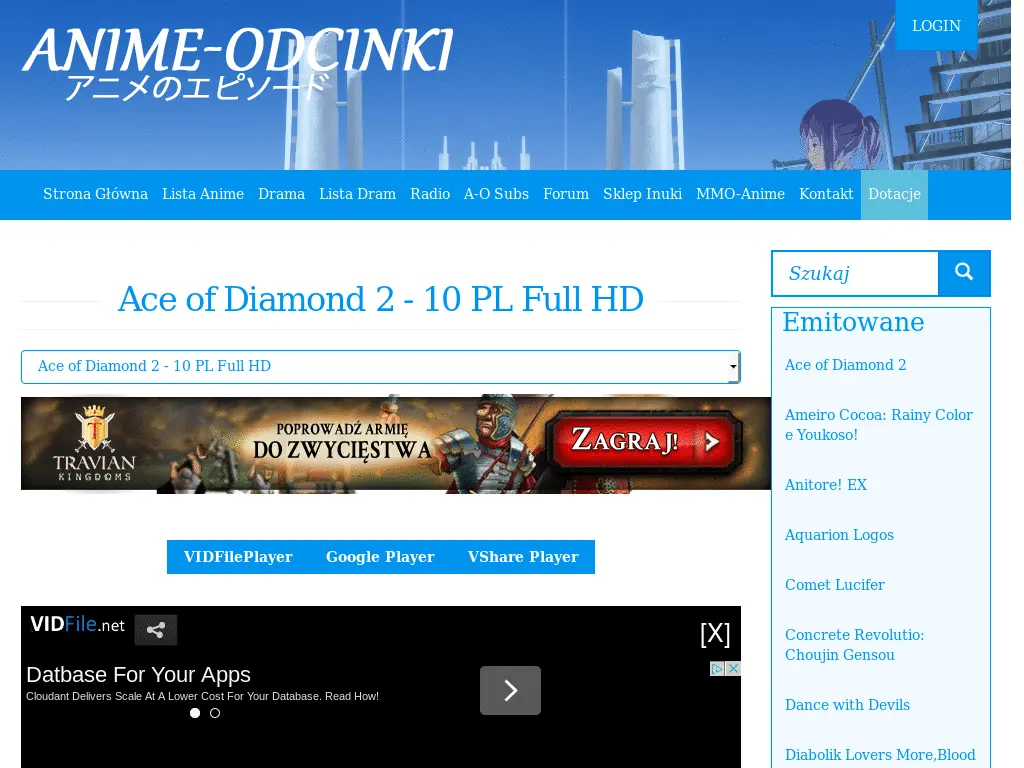 LOGIN
ANIME-ODCINKI
アニメのエピソード
Strona Główna Lista Anime Drama Lista Dram Radio A-O Subs Forum Sklep Inuki MMO-Anime Kontakt Dotacje
Ace of Diamond 2 - 10 PL Full HD
Ace of Diamond 2 - 10 PL Full HD
TRAVIAN
KINGDOMS
POPROWADŹ ARMIĘ
DO ZWYCIĘSTWA
ZAGRAJ!
VIDFilePlayer Google Player VShare Player
VIDFile.net
[X]
Datbase For Your Apps
Cloudant Delivers Scale At A Lower Cost For Your Database. Read How!
Szukaj
Emitowane
Ace of Diamond 2
Ameiro Cocoa: Rainy Color
e Youkoso!
Anitore! EX
Aquarion Logos
Comet Lucifer
Concrete Revolutio:
Choujin Gensou
Dance with Devils
Diabolik Lovers More,Blood